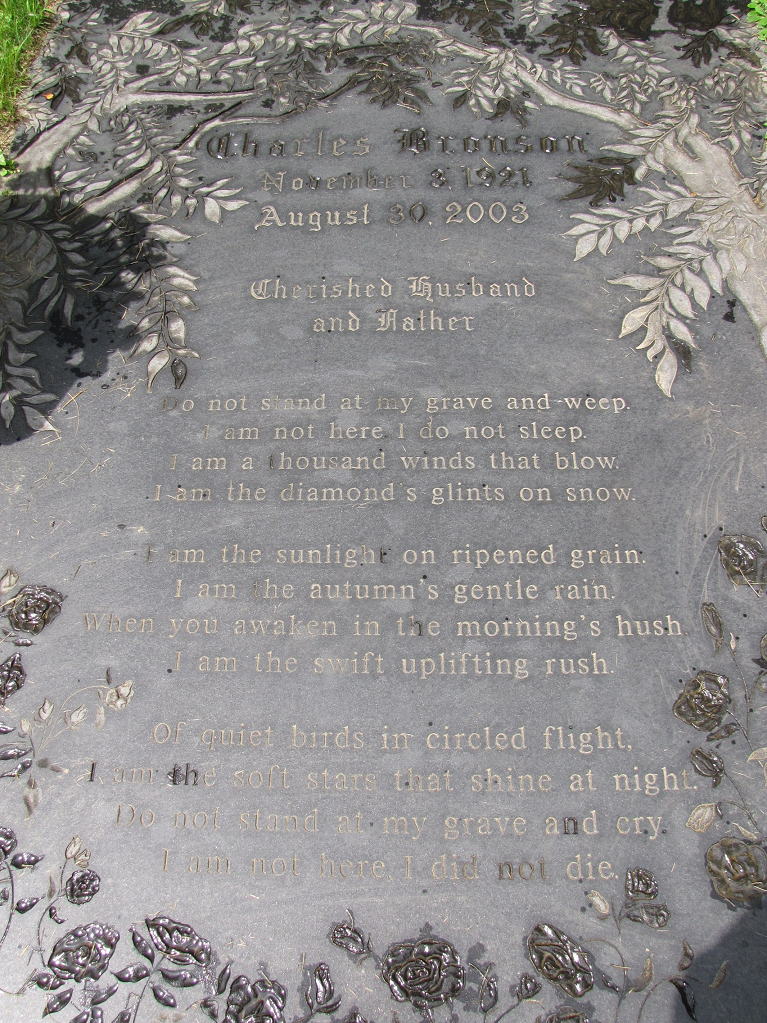 Charles Bronson
November 3, 1921
August 30, 2003
Cherished Husband
and Father
Do not stand at my grave and weep.
I am not here, I do not sleep.
I am a thousand winds that blow.
I am the diamond's glints on snow.
I am the sunlight on ripened grain.
I am the autumn's gentle rain.
When you awaken in the morning's hush
I am the swift uplifting rush.
Of quiet birds in circled flight,
I am the soft stars that shine at night.
Do not stand at my grave and cry.
I am not here, I did not die.